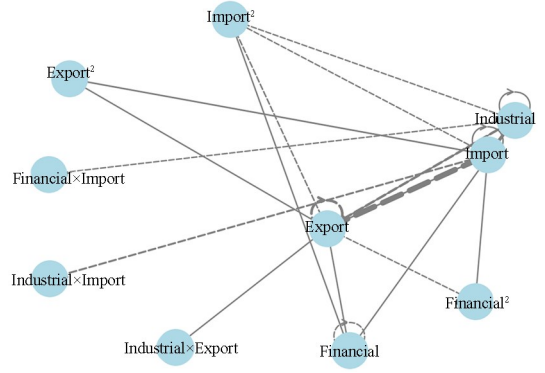 Import²
Export²
Industrial
Import
Financial×Import
Export
Industrial×Import
Financial²
Industrial×Export
Financial